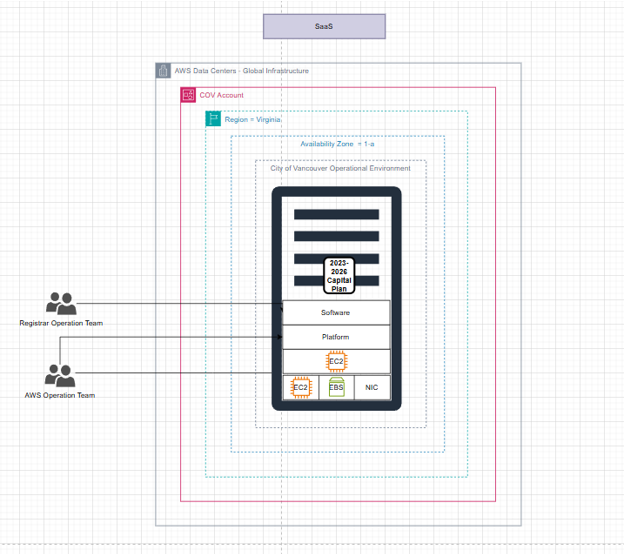 SaaS
AWS Data Centers - Global Infrastructure
COV Account
Region = Virginia
Availability Zone = 1-a
City of Vancouver Operational Environment
2023-
2026
Capital
Plan
Software
Registrar Operation Team
Platform
EC2
EC2 EBS NIC
AWS Operation Team